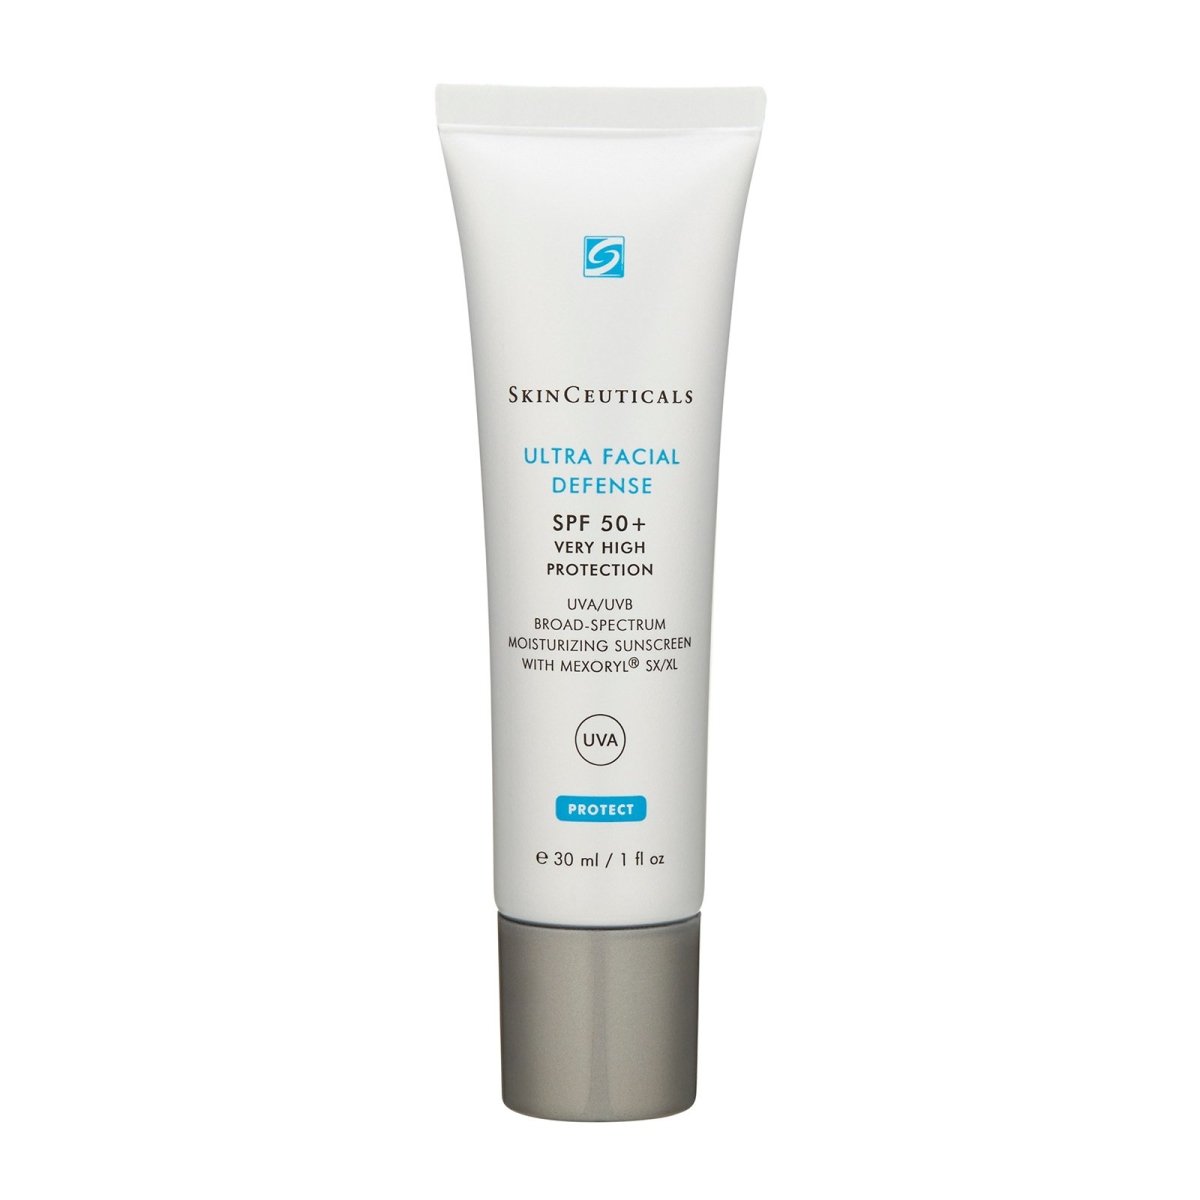 SKINCEUTICALS
ULTRA FACIAL
DEFENSE
SPF 50+
VERY HIGH
PROTECTION
UVA/UVB
BROAD-SPECTRUM
MOISTURIZING SUNSCREEN
WITH MEXORYL® SX/XL
UVA
PROTECT
℮ 30 ml / 1 fl oz